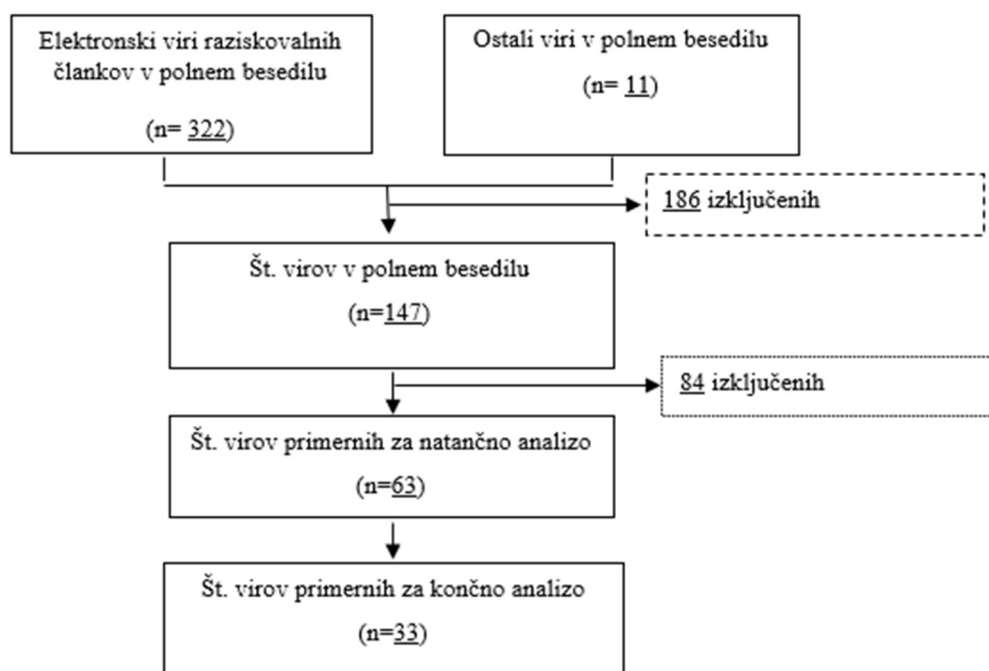 Elektronski viri raziskovalnih
člankov v polnem besedilu
(n= 322)
Ostali viri v polnem besedilu
(n= 11)
186 izključenih
Št. virov v polnem besedilu
(n=147)
84 izključenih
Št. virov primernih za natančno analizo
(n=63)
Št. virov primernih za končno analizo
(n=33)